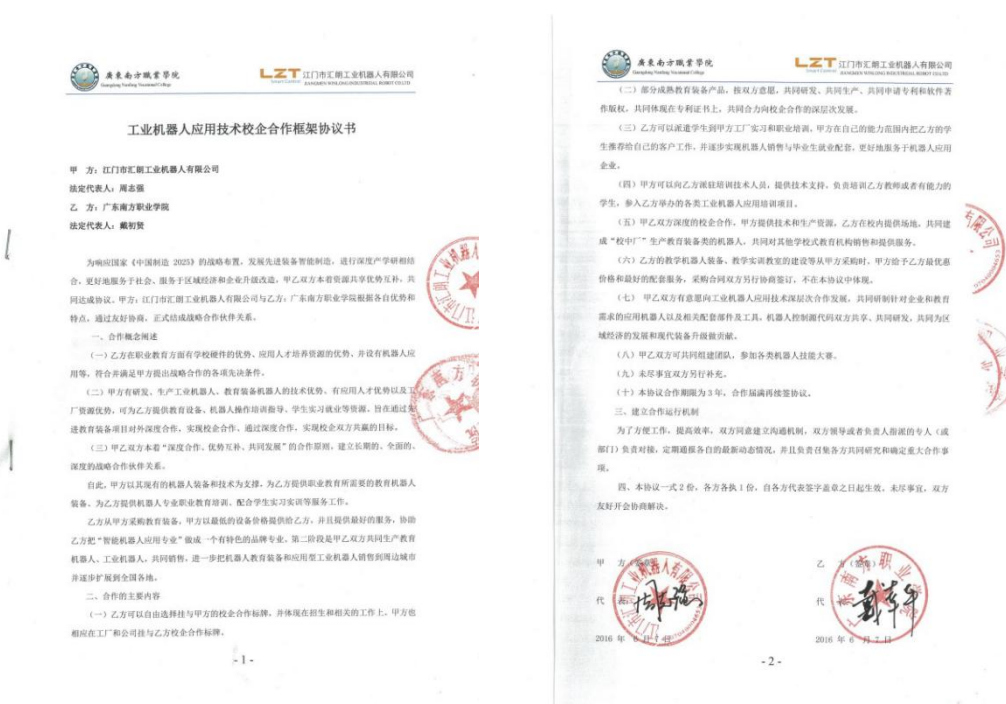 廣東南方職業學院
Guangdong Nanfang Vocational College
LZT 江门市汇朗工业机器人有限公司
JIANGMEN WINLONG INDUSTRIAL ROBOT CO.LTD
工业机器人应用技术校企合作框架协议书
甲 方：江门市汇朗工业机器人有限公司
法定代表人：周志强
乙 方：广东南方职业学院
法定代表人：戴初贤
为响应国家《中国制造 2025》的战略布置，发展先进装备智能制造，进行深度产学研相结
合，更好地服务于社会、服务于区域经济和企业升级改造，甲乙双方本着资源共享优势互补，共
同达成协议。甲方：江门市汇朗工业机器人有限公司与乙方：广东南方职业学院根据各自优势和
特点，通过友好协商，正式结成战略合作伙伴关系。
一、合作概念阐述
（一）乙方在职业教育方面有学校硬件的优势、应用人才培养资源的优势、并设有机器人应
用等，符合并满足甲方提出战略合作的各项先决条件。
（二）甲方有研发、生产工业机器人、教育装备机器人的技术优势、有应用人才优势以及工
厂资源优势，可为乙方提供教育设备、机器人操作培训指导、学生实习就业等资源，旨在通过先
进教育装备项目对外深度合作，实现校企合作、通过深度合作，实现校企双方共赢的目标。
（三）甲乙双方本着“深度合作、优势互补、共同发展”的合作原则，建立长期的、全面的、
深度的战略合作伙伴关系。
自此，甲方以其现有的机器人装备和技术为支撑，为乙方提供职业教育所需要的教育机器人
装备、为乙方提供机器人专业职业教育培训、配合学生实习实训等服务工作。
乙方从甲方采购教育装备，甲方以最低的设备价格提供给乙方，并且提供最好的服务，协助
乙方把“智能机器人应用专业”做成一个有特色的品牌专业。第二阶段是甲乙双方共同生产教育
机器人、工业机器人，共同销售，进一步把机器人教育装备和应用型工业机器人销售到周边城市
并逐步扩展到全国各地。
二、合作的主要内容
（一）乙方可以自由选择挂与甲方的校企合作标牌，并体现在招生和相关的工作上，甲方也
相应在工厂和公司挂与乙方校企合作标牌。
- 1 -
廣東南方職業學院
Guangdong Nanfang Vocational College
LZT 江门市汇朗工业机器人有限公司
JIANGMEN WINLONG INDUSTRIAL ROBOT CO.LTD
（二）部分成熟教育装备产品，按双方意愿，共同研发、共同生产、共同申请专利和软件著
作版权，共同体现在专利证书上，共同合力向校企合作的深层次发展。
（三）乙方可以派遣学生到甲方工厂实习和职业培训，甲方在自己的能力范围内把乙方的学
生推荐给自己的客户工作，并逐步实现机器人销售与毕业生就业配套，更好地服务于机器人应用
企业。
（四）甲方可以向乙方派驻培训技术人员，提供技术支持，负责培训乙方教师或者有能力的
学生，参入乙方举办的各类工业机器人应用培训项目。
（五）甲乙双方深度的校企合作，甲方提供技术和生产资源，乙方在校内提供场地，共同建
成“校中厂”生产教育装备类的机器人，共同对其他学校式教育机构销售和提供服务。
（六）乙方的教学机器人装备、教学实训教室的建设等从甲方采购时，甲方给予乙方最优惠
价格和最好的配套服务，采购合同双方另行协商签订，不在本协议中体现。
（七） 甲乙双方有意愿向工业机器人应用技术深层次合作发展，共同研制针对企业和教育
需求的应用机器人以及相关配套部件及工具，机器人控制源代码双方共享、共同研发，共同为区
域经济的发展和现代装备升级做贡献。
（八）甲乙双方可共同组建团队，参加各类机器人技能大赛。
（九）未尽事宜双方另行补充。
（十）本协议合作期限为 3 年，合作届满再续签协议。
三、建立合作运行机制
为了方便工作，提高效率，双方同意建立沟通机制，双方领导或者负责人指派的专人（或
部门）负责对接，定期通报各自的最新动态情况，并且负责召集各方共同研究和确定重大合作事
项。
四、本协议一式 2 份，各方各执 1 份，自各方代表签字盖章之日起生效。未尽事宜，双方
友好开会协商解决。
甲 方（盖章） 乙 方（盖章）
代 表 代
2016 年 6 月 7 日 2016 年 6 月 7 日
- 2 -